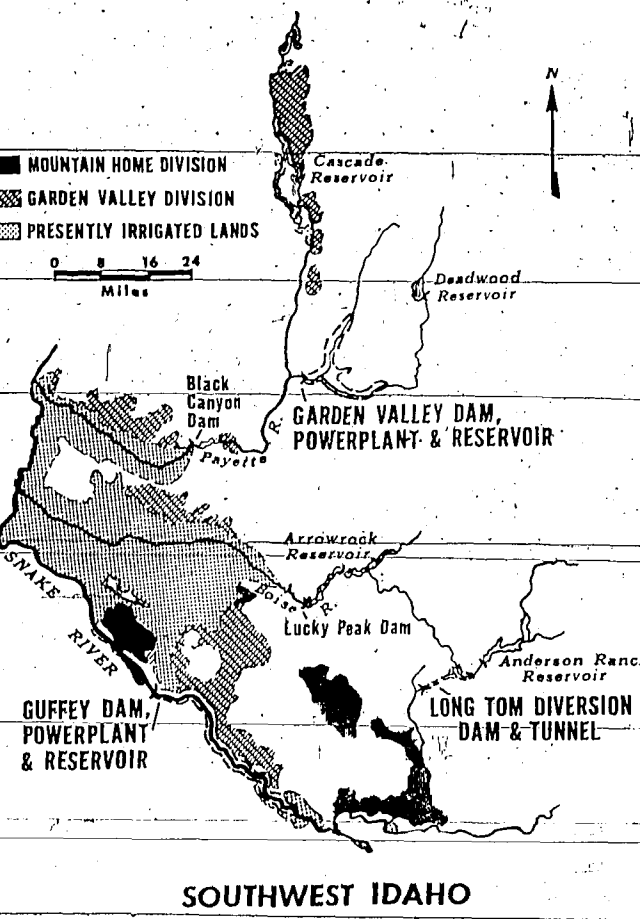 N
Cascade
Reservoir
MOUNTAIN HOME DIVISION
GARDEN VALLEY DIVISION
PRESENTLY IRRIGATED LANDS
0 8 16 24
Miles
Deadwood
Reservoir
Black
Canyon
Dam
GARDEN VALLEY DAM,
POWERPLANT & RESERVOIR
Payette R.
Arrowrock
Reservoir
SNAKE RIVER
Boise R.
Lucky Peak Dam
Anderson Ranc
Reservoir
LONG TOM DIVERSION
DAM & TUNNEL
GUFFEY DAM,
POWERPLANT
& RESERVOIR
SOUTHWEST IDAHO